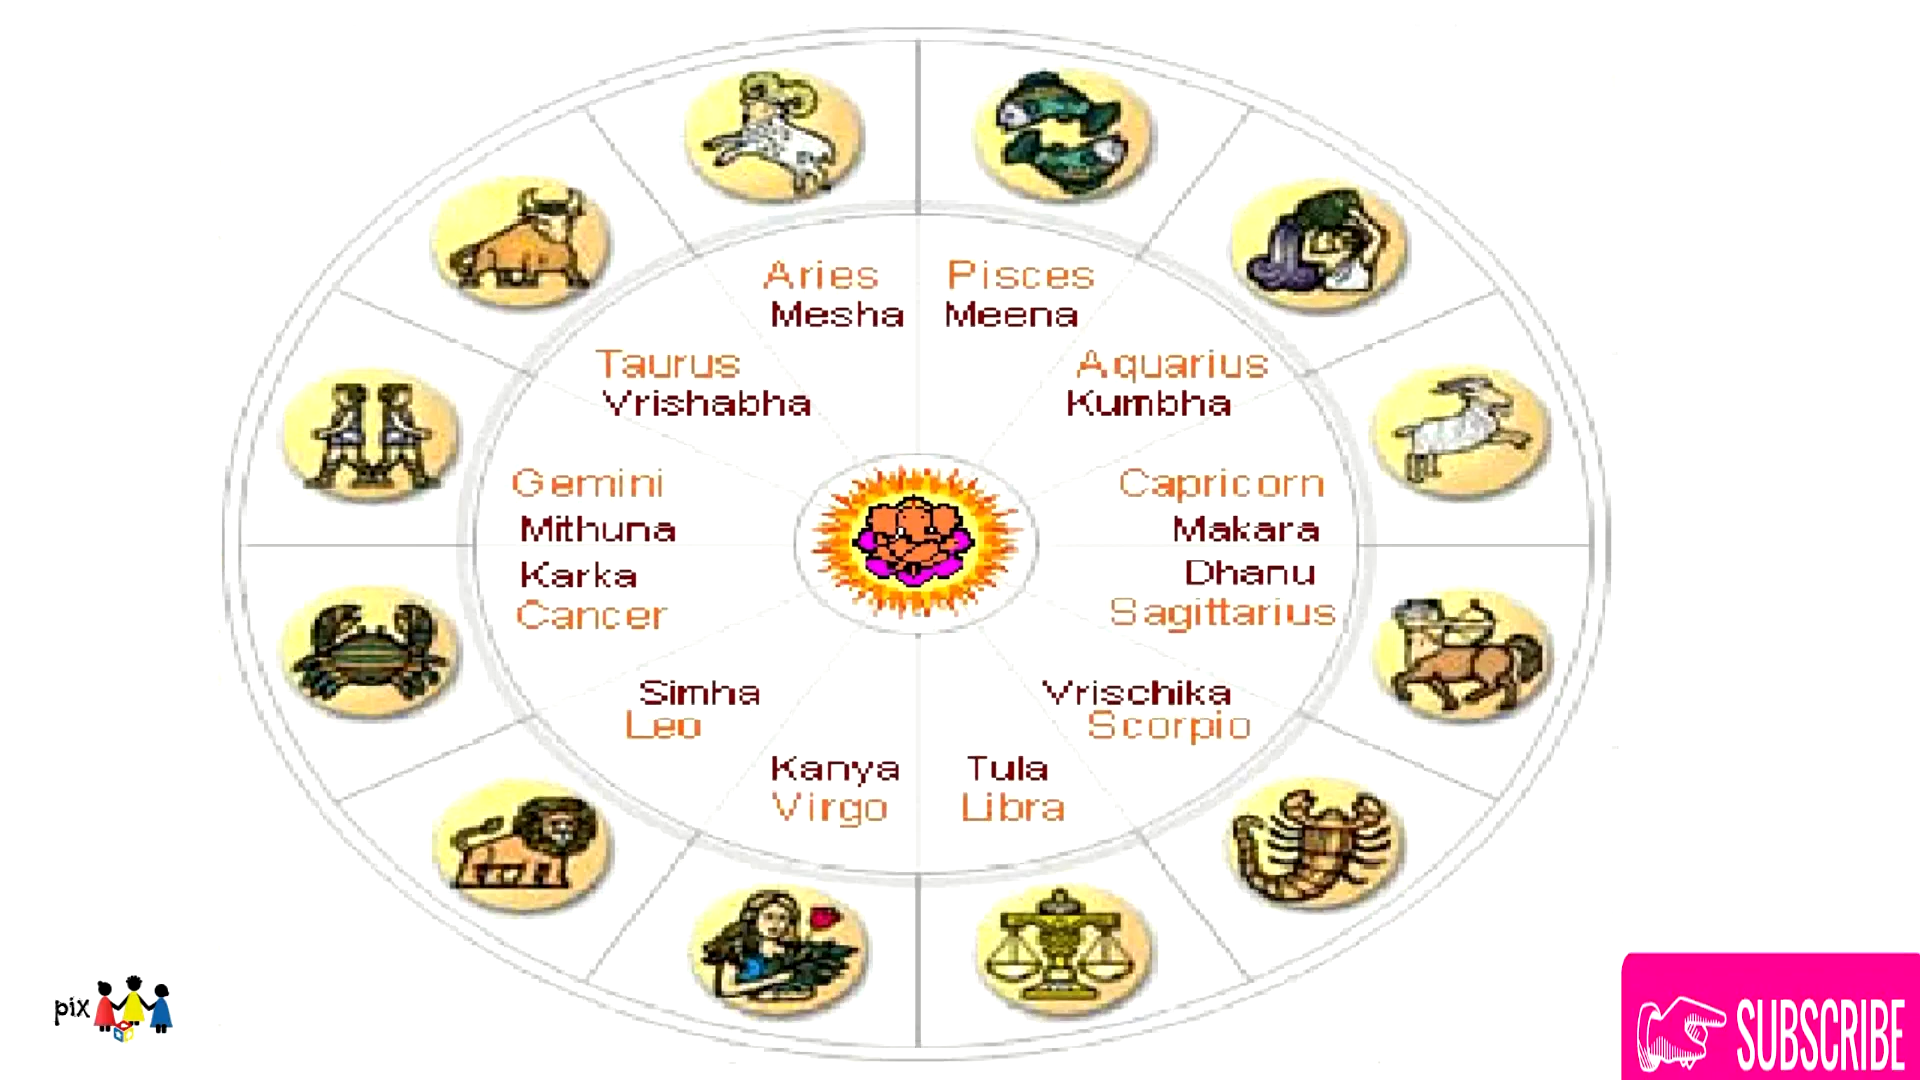 Aries
Mesha
Pisces
Meena
Taurus
Vrishabha
Aquarius
Kumbha
Gemini
Mithuna
Capricorn
Makara
Karka
Cancer
Dhanu
Sagittarius
Simha
Leo
Vrischika
Scorpio
Kanya
Virgo
Tula
Libra
pix
SUBSCRIBE